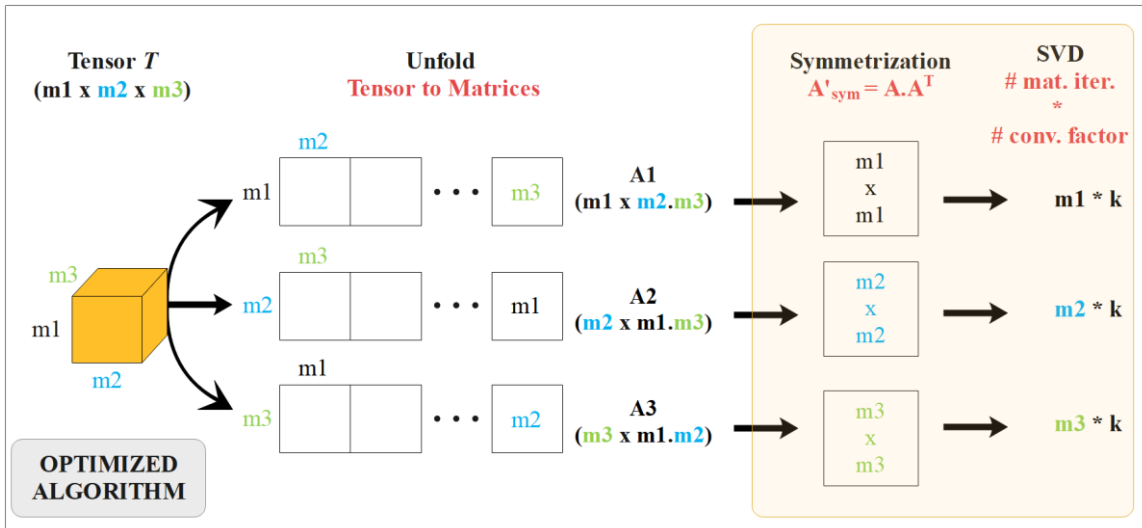 Tensor T
(m1 x m2 x m3)
Unfold
Tensor to Matrices
Symmetrization
A'sym = A.A^T
SVD
# mat. iter.
*
# conv. factor
m2
m1
m3
A1
(m1 x m2.m3)
m1
x
m1
m1 * k
m3
m1
m2
m3
m2
m1
A2
(m2 x m1.m3)
m2
x
m2
m2 * k
m1
m3
m2
A3
(m3 x m1.m2)
m3
x
m3
m3 * k
OPTIMIZED
ALGORITHM